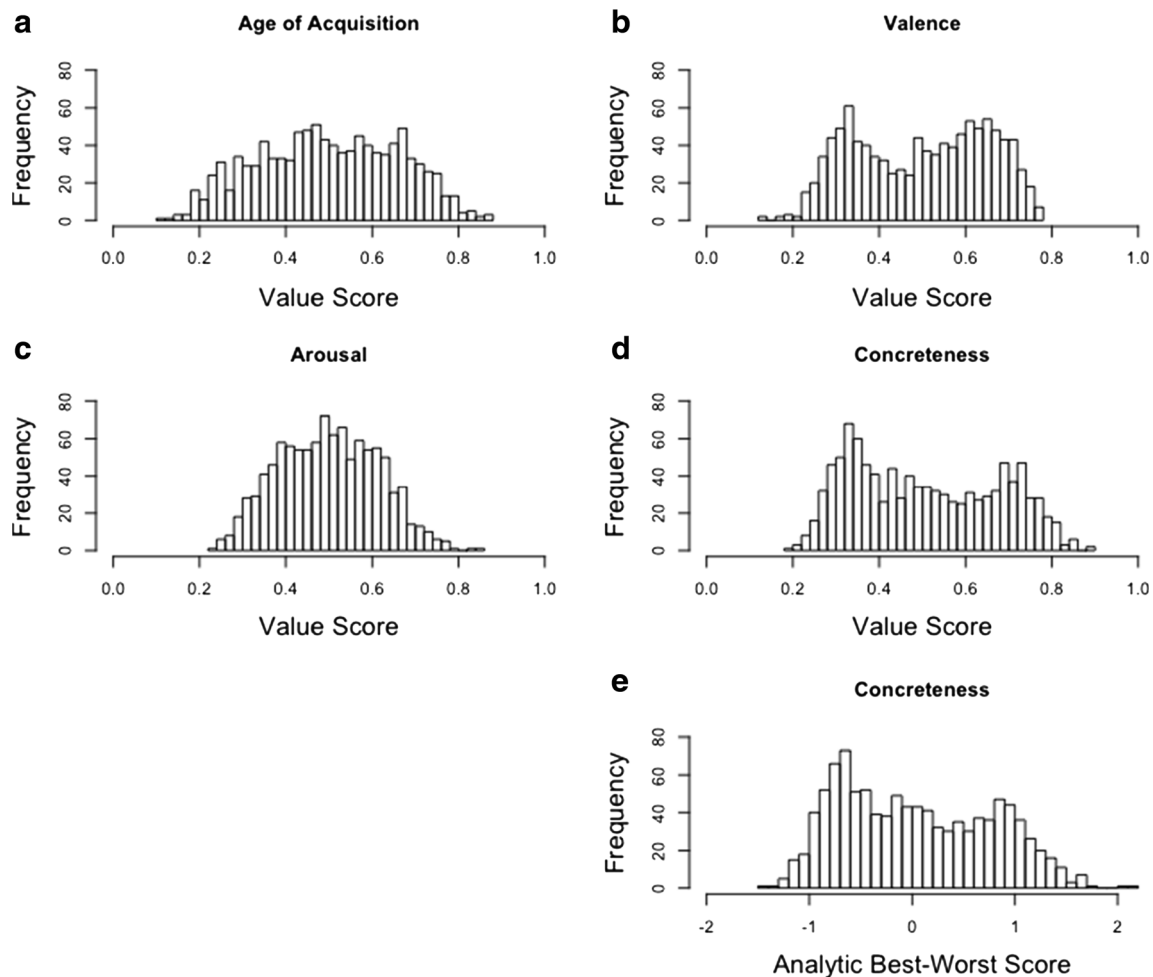 a
Age of Acquisition
Frequency
0 20 40 60 80
0.0 0.2 0.4 0.6 0.8 1.0
Value Score
b
Valence
Frequency
0 20 40 60 80
0.0 0.2 0.4 0.6 0.8 1.0
Value Score
c
Arousal
Frequency
0 20 40 60 80
0.0 0.2 0.4 0.6 0.8 1.0
Value Score
d
Concreteness
Frequency
0 20 40 60 80
0.0 0.2 0.4 0.6 0.8 1.0
Value Score
e
Concreteness
Frequency
0 20 40 60 80
-2 -1 0 1 2
Analytic Best-Worst Score